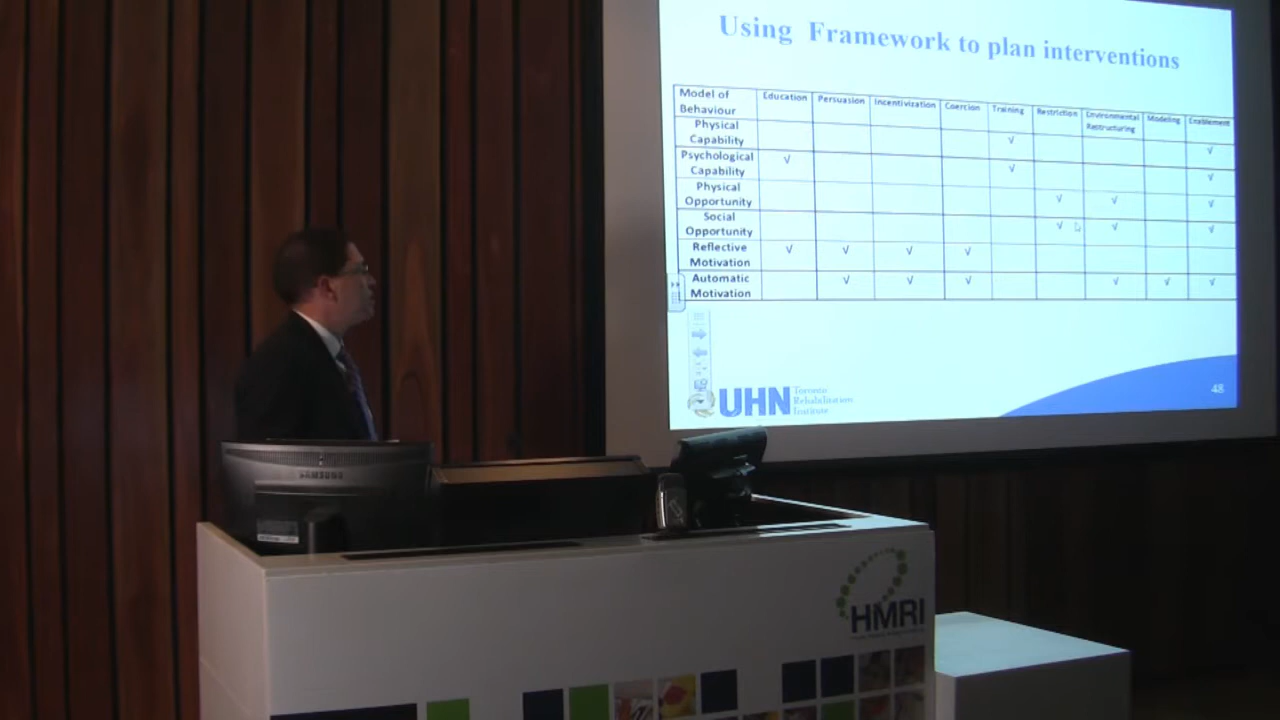 Using Framework to plan interventions
Model of Behaviour Education Persuasion Incentivization Coercion Training Restriction Environmental Restructuring Modeling Enablement
Physical Capability √ √
Psychological Capability √ √ √
Physical Opportunity √ √ √
Social Opportunity √ √ √
Reflective Motivation √ √ √ √
Automatic Motivation √ √ √ √ √ √
48
UHN Toronto
Rehabilitation
Institute
SAMSUNG
HMRI